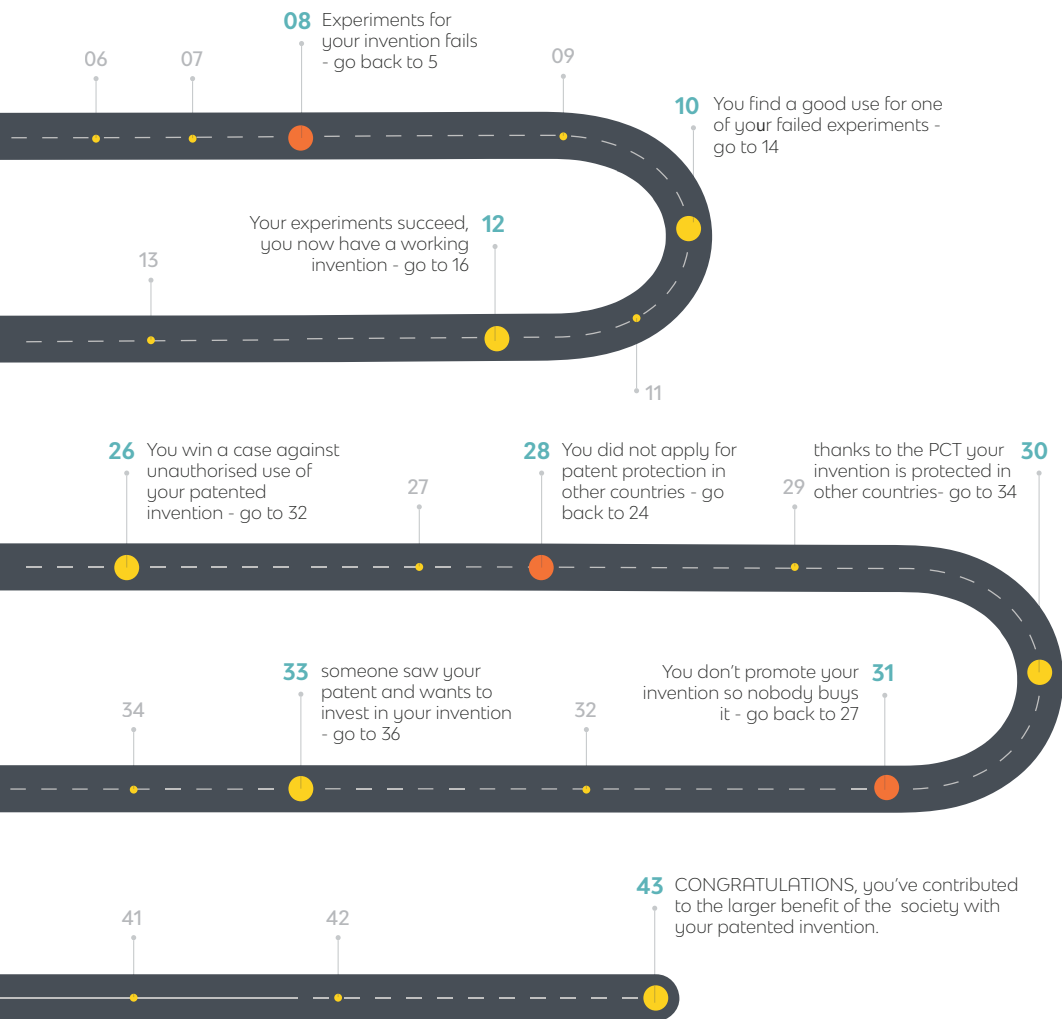 08 Experiments for
your invention fails
- go back to 5
06
07
09
10 You find a good use for one
of your failed experiments -
go to 14
Your experiments succeed, 12
you now have a working
invention - go to 16
13
11
26 You win a case against
unauthorised use of
your patented
invention - go to 32
27
28 You did not apply for
patent protection in
other countries - go
back to 24
29
thanks to the PCT your 30
invention is protected in
other countries- go to 34
You don't promote your 31
invention so nobody buys
it - go back to 27
32
33 someone saw your
patent and wants to
invest in your invention
- go to 36
34
41
42
43 CONGRATULATIONS, you've contributed
to the larger benefit of the society with
your patented invention.